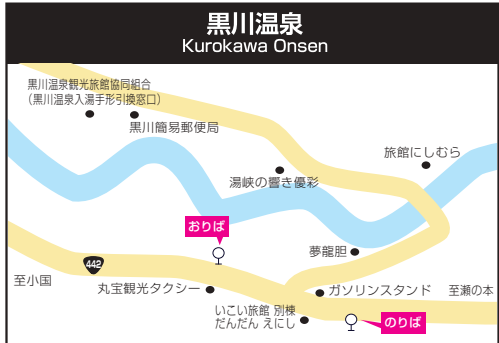 黒川温泉
Kurokawa Onsen
黒川温泉観光旅館協同組合
(黒川温泉入湯手形引換窓口)
黒川簡易郵便局
旅館にしむら
湯峡の響き優彩
おりば
夢龍胆
442
至小国
丸宝観光タクシー
ガソリンスタンド
至瀬の本
いこい旅館 別棟
だんだん えにし
のりば